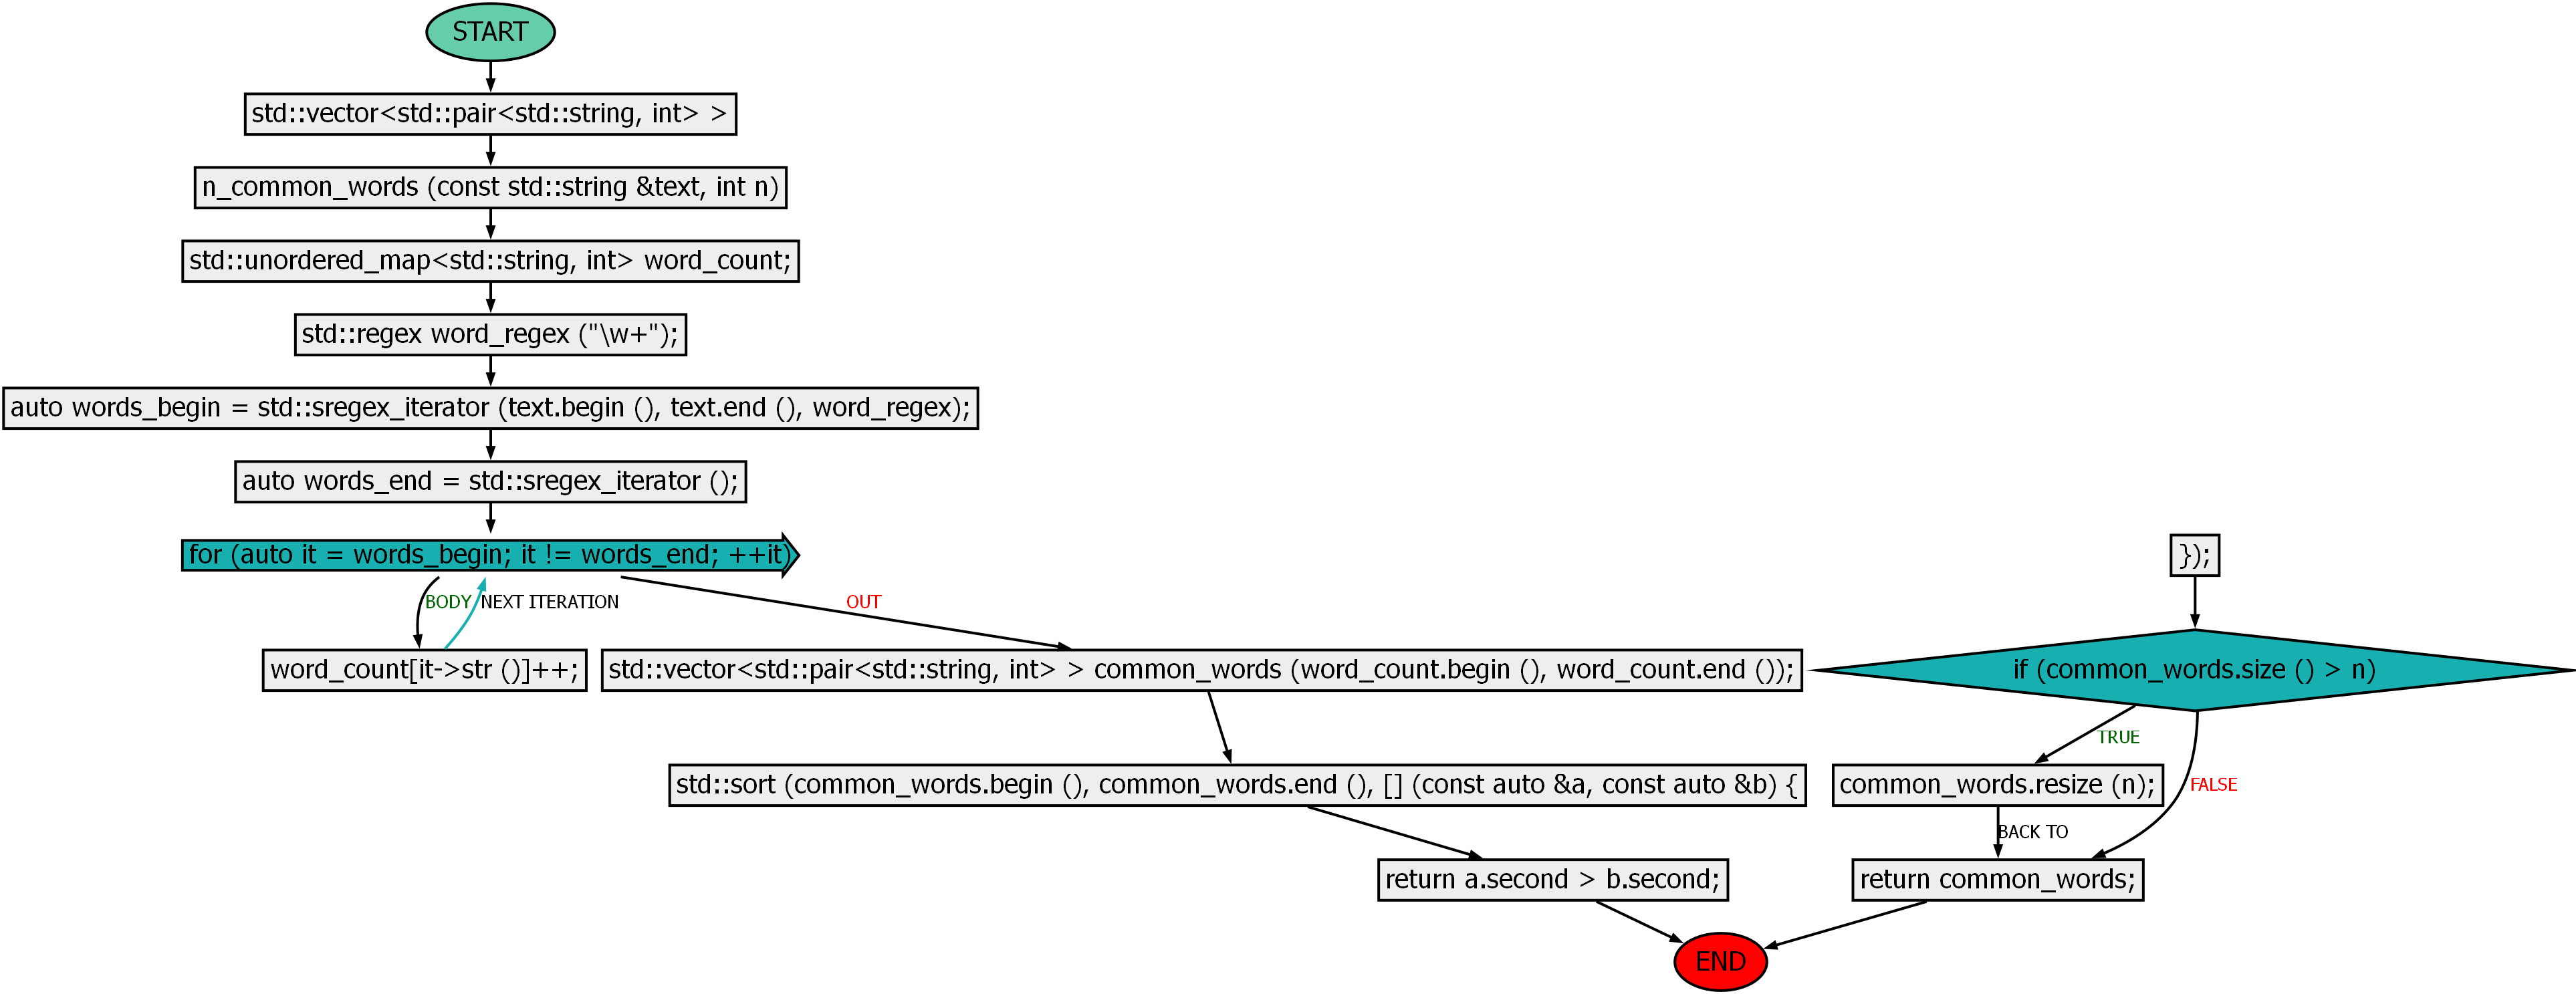 START
std::vector<std::pair<std::string, int> >
n_common_words (const std::string &text, int n)
std::unordered_map<std::string, int> word_count;
std::regex word_regex ("\w+");
auto words_begin = std::sregex_iterator (text.begin (), text.end (), word_regex);
auto words_end = std::sregex_iterator ();
for (auto it = words_begin; it != words_end; ++it)
BODY
NEXT ITERATION
OUT
word_count[it->str ()]++;
std::vector<std::pair<std::string, int> > common_words (word_count.begin (), word_count.end ());
std::sort (common_words.begin (), common_words.end (), [] (const auto &a, const auto &b) {
return a.second > b.second;
});
if (common_words.size () > n)
TRUE
common_words.resize (n);
FALSE
BACK TO
return common_words;
END